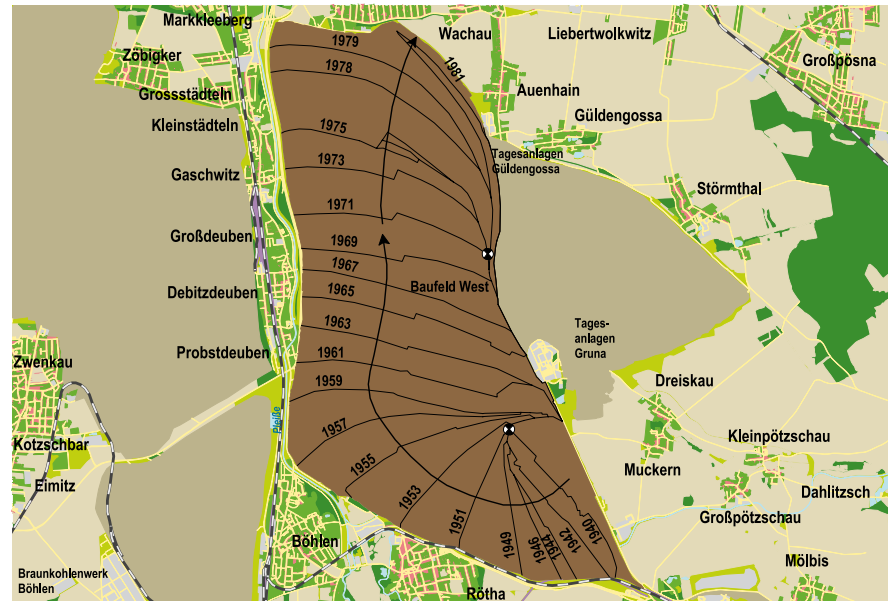 Markkleeberg
Wachau
Liebertwolkwitz
Großpösna
Zöbigker
1979
1978
1981
Grossstädteln
Auenhain
Kleinstädteln
Güldengossa
1975
Tagesanlagen
Güldengossa
1973
Gaschwitz
Störmthal
1971
Großdeuben
1969
1967
Baufeld West
Debitzdeuben
1965
1963
Tages-
anlagen
Gruna
Probstdeuben
1961
Zwenkau
1959
Dreiskau
Pleiße
1957
Kleinpötzschau
Kotzschbar
1955
Muckern
Eimitz
1953
Dahlitzsch
1951
Großpötzschau
1949
1946
1944
1942
1940
Böhlen
Mölbis
Braunkohlenwerk
Böhlen
Rötha